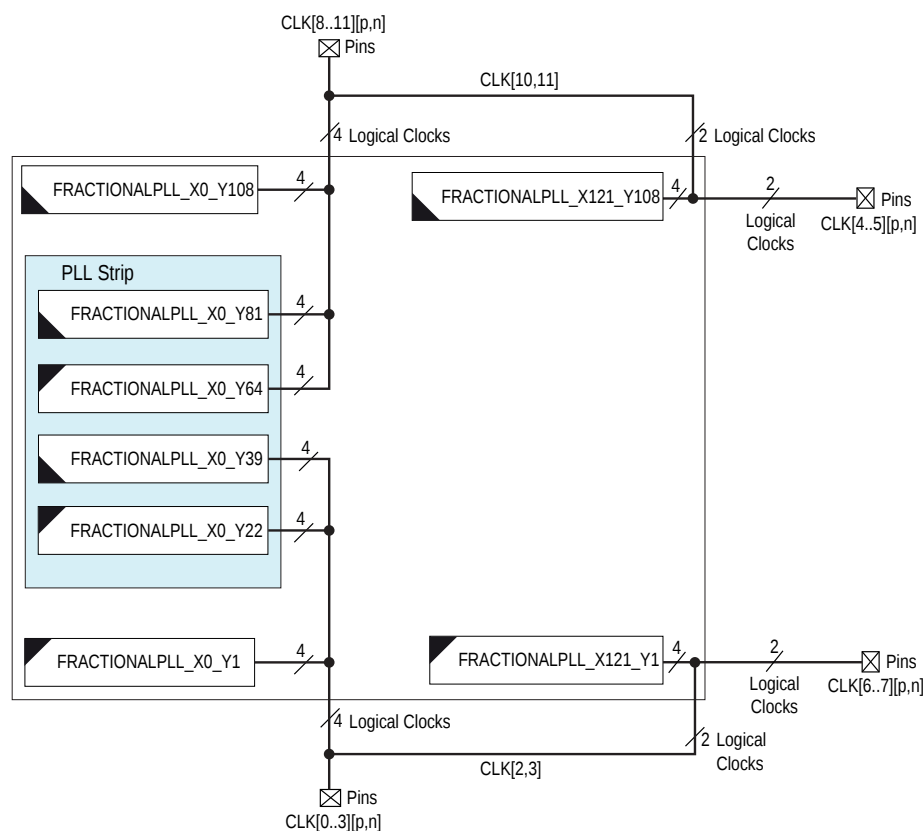 CLK[8..11][p,n]
Pins
CLK[10,11]
4 Logical Clocks
2 Logical Clocks
FRACTIONALPLL_X0_Y108
4
FRACTIONALPLL_X121_Y108
4
2
Pins
Logical
Clocks
CLK[4..5][p,n]
PLL Strip
FRACTIONALPLL_X0_Y81
4
FRACTIONALPLL_X0_Y64
4
FRACTIONALPLL_X0_Y39
4
FRACTIONALPLL_X0_Y22
4
FRACTIONALPLL_X0_Y1
4
FRACTIONALPLL_X121_Y1
4
2
Pins
Logical
Clocks
CLK[6..7][p,n]
4 Logical Clocks
2 Logical
Clocks
CLK[2,3]
Pins
CLK[0..3][p,n]